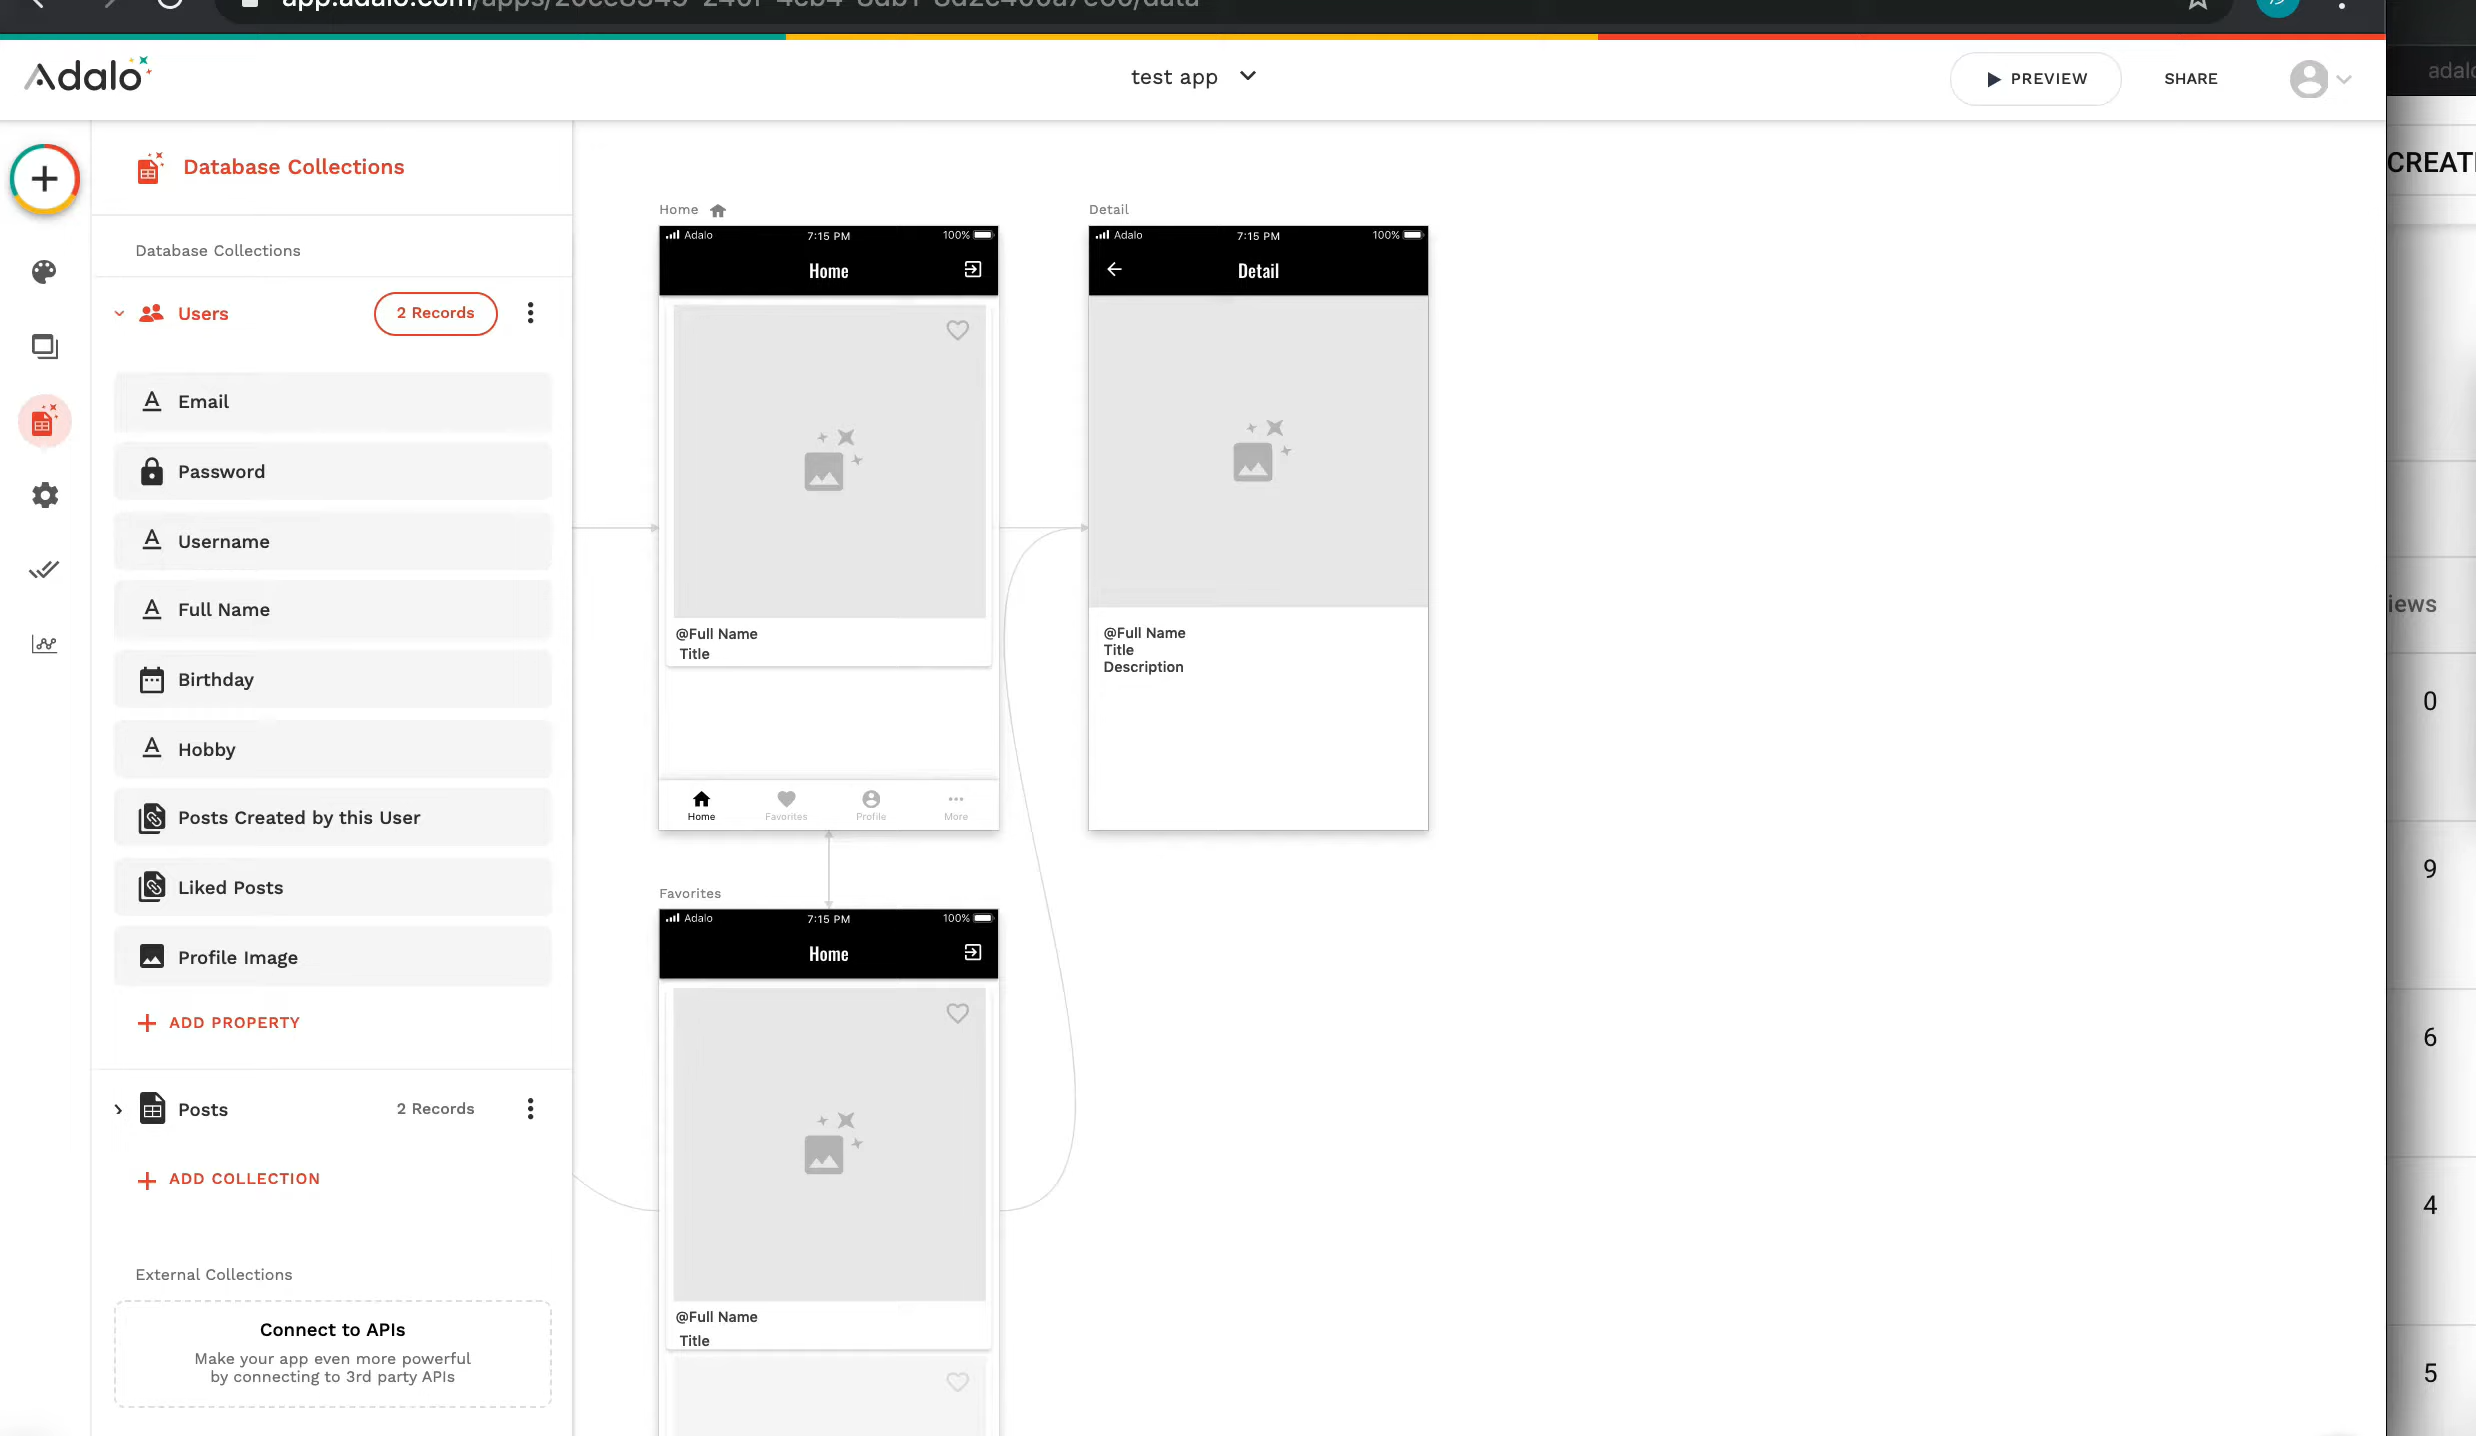 Adalo
test app
PREVIEW
SHARE
adalo
CREAT
Database Collections
Database Collections
Users
2 Records
Email
Password
Username
Full Name
Birthday
Hobby
Posts Created by this User
Liked Posts
Profile Image
ADD PROPERTY
Posts
2 Records
ADD COLLECTION
External Collections
Connect to APIs
Make your app even more powerful
by connecting to 3rd party APIs
Home
Adalo 7:15 PM 100%
Home
@Full Name
Title
Home Favorites Profile More
Detail
Adalo 7:15 PM 100%
Detail
@Full Name
Title
Description
Favorites
Adalo 7:15 PM 100%
Home
@Full Name
Title
iews
0
9
6
4
5